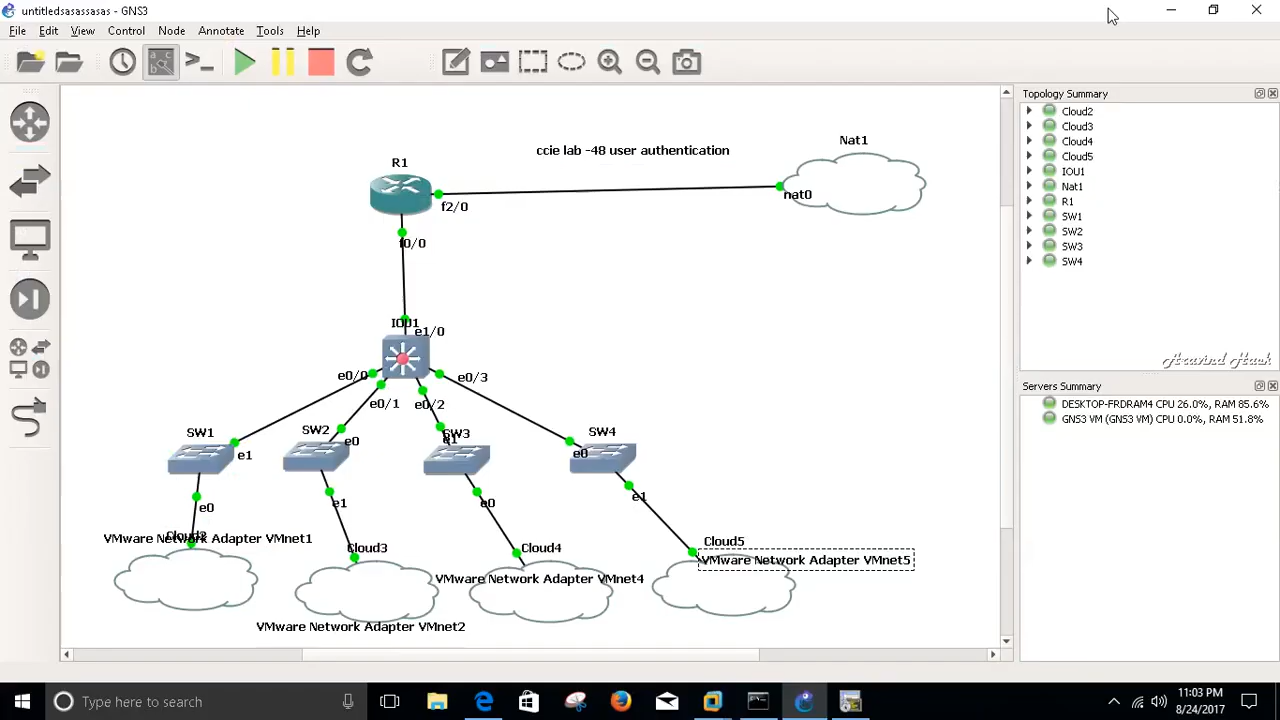 untitledsasassasas - GNS3
File Edit View Control Node Annotate Tools Help
Topology Summary
Cloud2
Cloud3
Cloud4
Cloud5
IOU1
Nat1
R1
SW1
SW2
SW3
SW4
Aravind Hask
Servers Summary
DESKTOP-FRDRAM4 CPU 26.0%, RAM 85.6%
GNS3 VM (GNS3 VM) CPU 0.0%, RAM 51.8%
ccie lab -48 user authentication
Nat1
nat0
R1
f2/0
f0/0
IOU1
e1/0
e0/0
e0/3
e0/1
e0/2
SW1
e1
SW2
e0
SW3
e1
SW4
e0
e0
e1
e0
e1
Cloud2
VMware Network Adapter VMnet1
Cloud3
Cloud4
Cloud5
VMware Network Adapter VMnet5
VMware Network Adapter VMnet4
VMware Network Adapter VMnet2
Type here to search
11:03 PM
8/24/2017